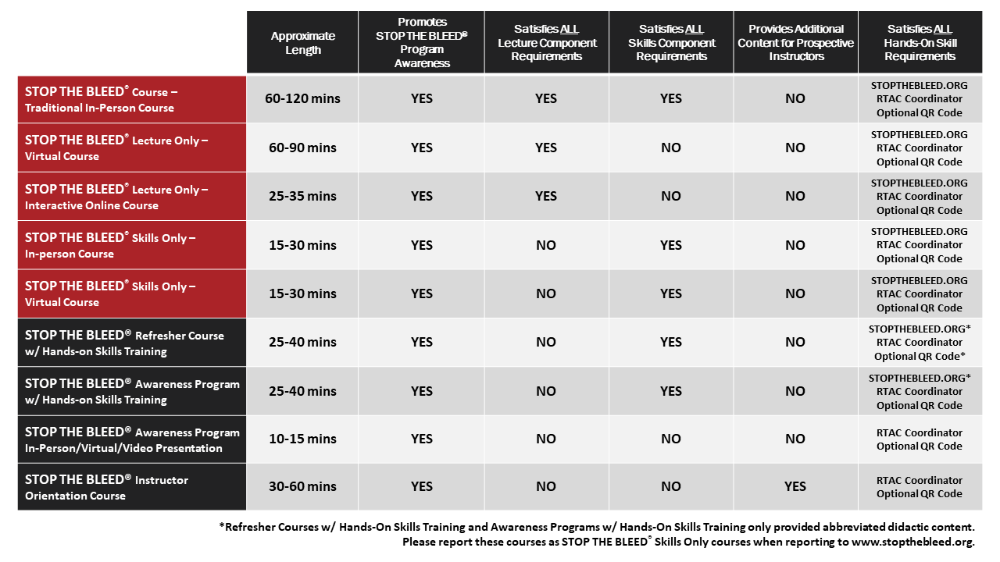 Approximate
Length
Promotes
STOP THE BLEED®
Program
Awareness
Satisfies ALL
Lecture Component
Requirements
Satisfies ALL
Skills Component
Requirements
Provides Additional
Content for Prospective
Instructors
Satisfies ALL
Hands-On Skill
Requirements
STOP THE BLEED® Course –
Traditional In-Person Course
60-120 mins
YES
YES
YES
NO
STOPTHEBLEED.ORG
RTAC Coordinator
Optional QR Code
STOP THE BLEED® Lecture Only –
Virtual Course
60-90 mins
YES
YES
NO
NO
STOPTHEBLEED.ORG
RTAC Coordinator
Optional QR Code
STOP THE BLEED® Lecture Only –
Interactive Online Course
25-35 mins
YES
YES
NO
NO
STOPTHEBLEED.ORG
RTAC Coordinator
Optional QR Code
STOP THE BLEED® Skills Only –
In-person Course
15-30 mins
YES
NO
YES
NO
STOPTHEBLEED.ORG
RTAC Coordinator
Optional QR Code
STOP THE BLEED® Skills Only –
Virtual Course
15-30 mins
YES
NO
YES
NO
STOPTHEBLEED.ORG
RTAC Coordinator
Optional QR Code
STOP THE BLEED® Refresher Course
w/ Hands-on Skills Training
25-40 mins
YES
NO
YES
NO
STOPTHEBLEED.ORG*
RTAC Coordinator
Optional QR Code*
STOP THE BLEED® Awareness Program
w/ Hands-on Skills Training
25-40 mins
YES
NO
YES
NO
STOPTHEBLEED.ORG*
RTAC Coordinator
Optional QR Code
STOP THE BLEED® Awareness Program
In-Person/Virtual/Video Presentation
10-15 mins
YES
NO
NO
NO
RTAC Coordinator
Optional QR Code
STOP THE BLEED® Instructor
Orientation Course
30-60 mins
YES
NO
NO
YES
RTAC Coordinator
Optional QR Code
*Refresher Courses w/ Hands-On Skills Training and Awareness Programs w/ Hands-On Skills Training only provided abbreviated didactic content.
Please report these courses as STOP THE BLEED® Skills Only courses when reporting to www.stopthebleed.org.